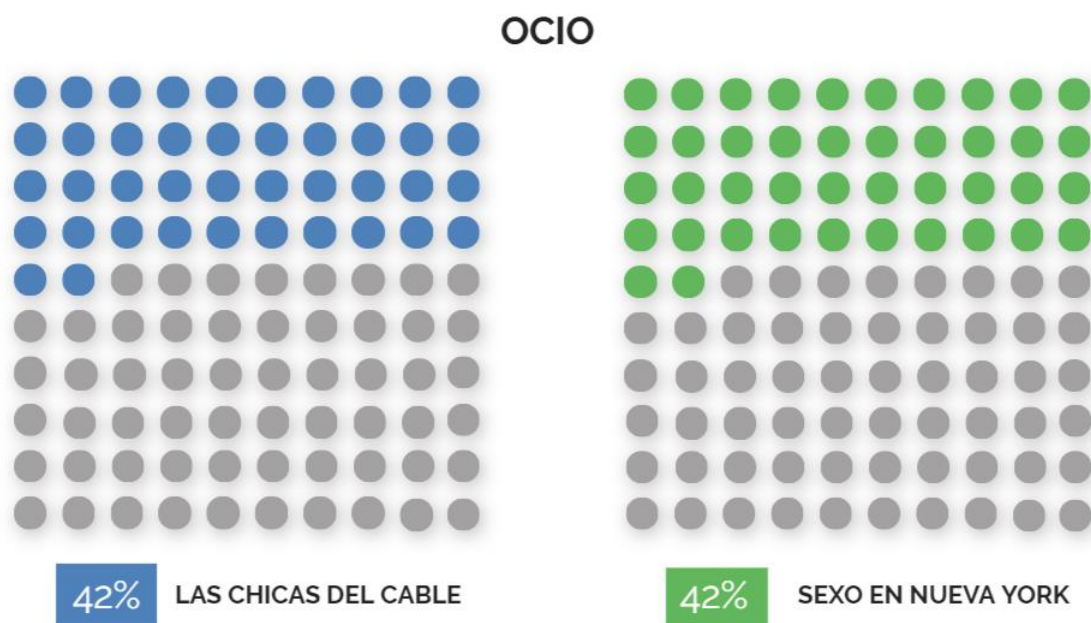 OCIO
42% LAS CHICAS DEL CABLE
42% SEXO EN NUEVA YORK